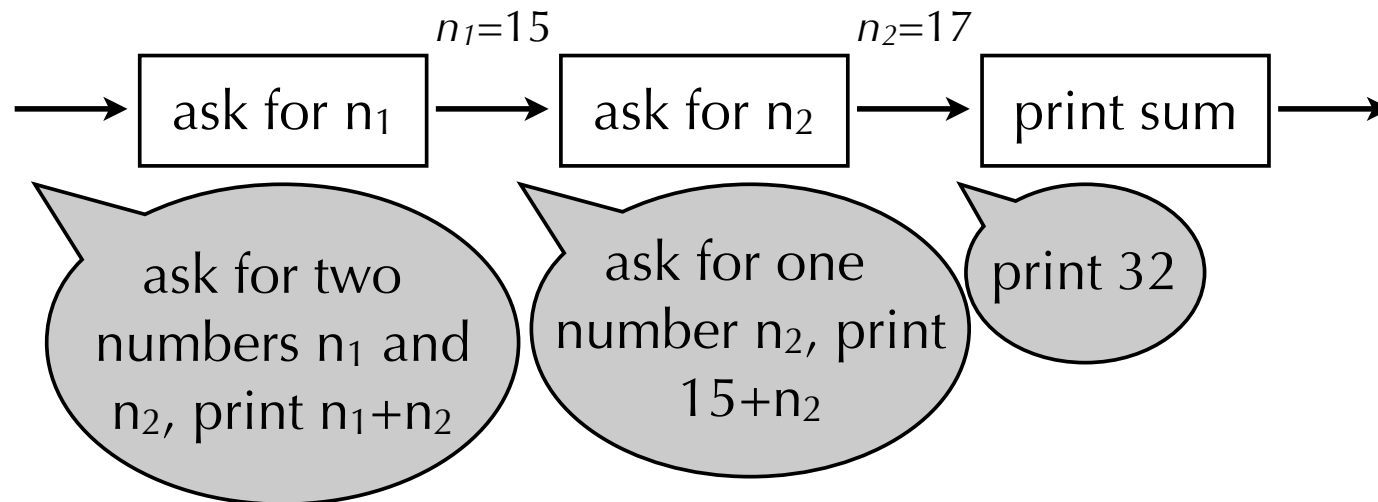 n₁=15
n₂=17
ask for n₁
ask for n₂
print sum
ask for two
numbers n₁ and
n₂, print n₁+n₂
ask for one
number n₂, print
15+n₂
print 32